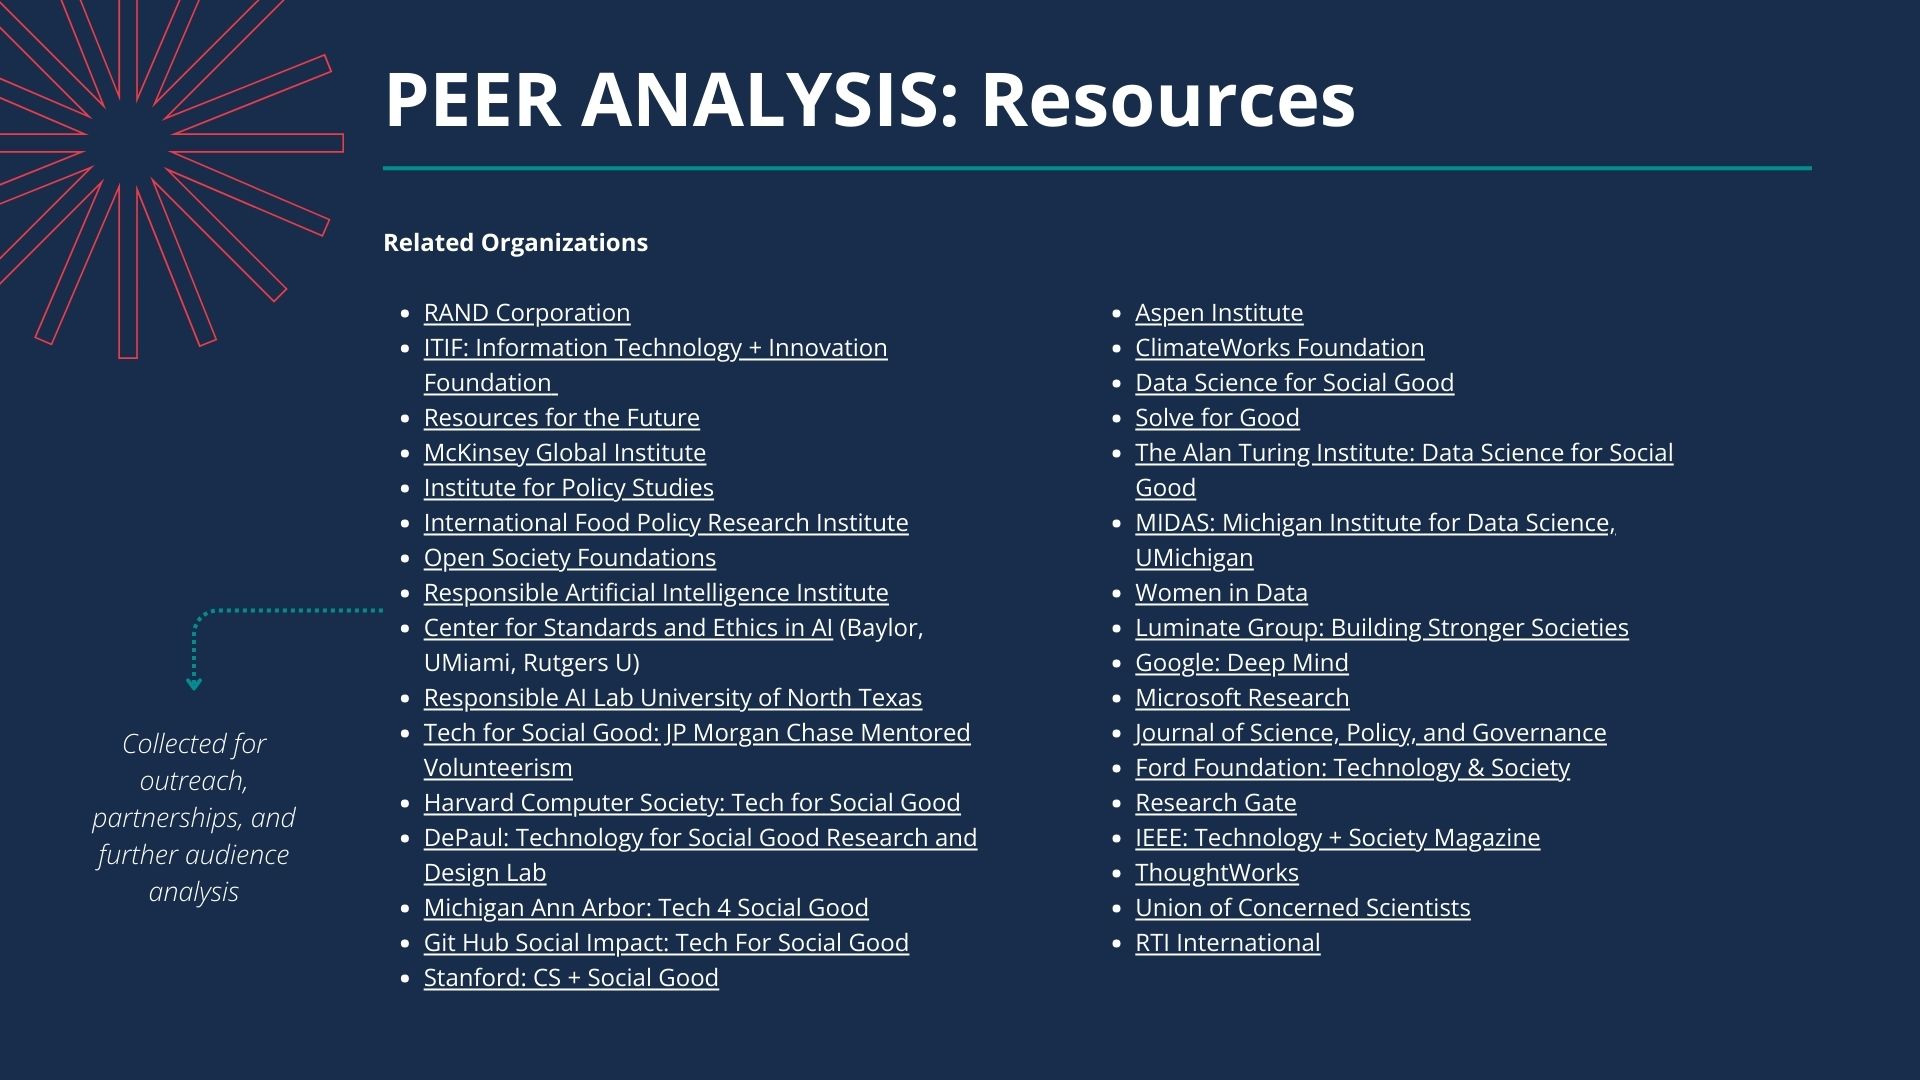 PEER ANALYSIS: Resources
Related Organizations
RAND Corporation
ITIF: Information Technology + Innovation
Foundation
Resources for the Future
McKinsey Global Institute
Institute for Policy Studies
International Food Policy Research Institute
Open Society Foundations
Responsible Artificial Intelligence Institute
Center for Standards and Ethics in AI (Baylor,
UMiami, Rutgers U)
Responsible AI Lab University of North Texas
Tech for Social Good: JP Morgan Chase Mentored
Volunteerism
Harvard Computer Society: Tech for Social Good
DePaul: Technology for Social Good Research and
Design Lab
Michigan Ann Arbor: Tech 4 Social Good
Git Hub Social Impact: Tech For Social Good
Stanford: CS + Social Good
Aspen Institute
ClimateWorks Foundation
Data Science for Social Good
Solve for Good
The Alan Turing Institute: Data Science for Social
Good
MIDAS: Michigan Institute for Data Science,
UMichigan
Women in Data
Luminate Group: Building Stronger Societies
Google: Deep Mind
Microsoft Research
Journal of Science, Policy, and Governance
Ford Foundation: Technology & Society
Research Gate
IEEE: Technology + Society Magazine
ThoughtWorks
Union of Concerned Scientists
RTI International
Collected for
outreach,
partnerships, and
further audience
analysis